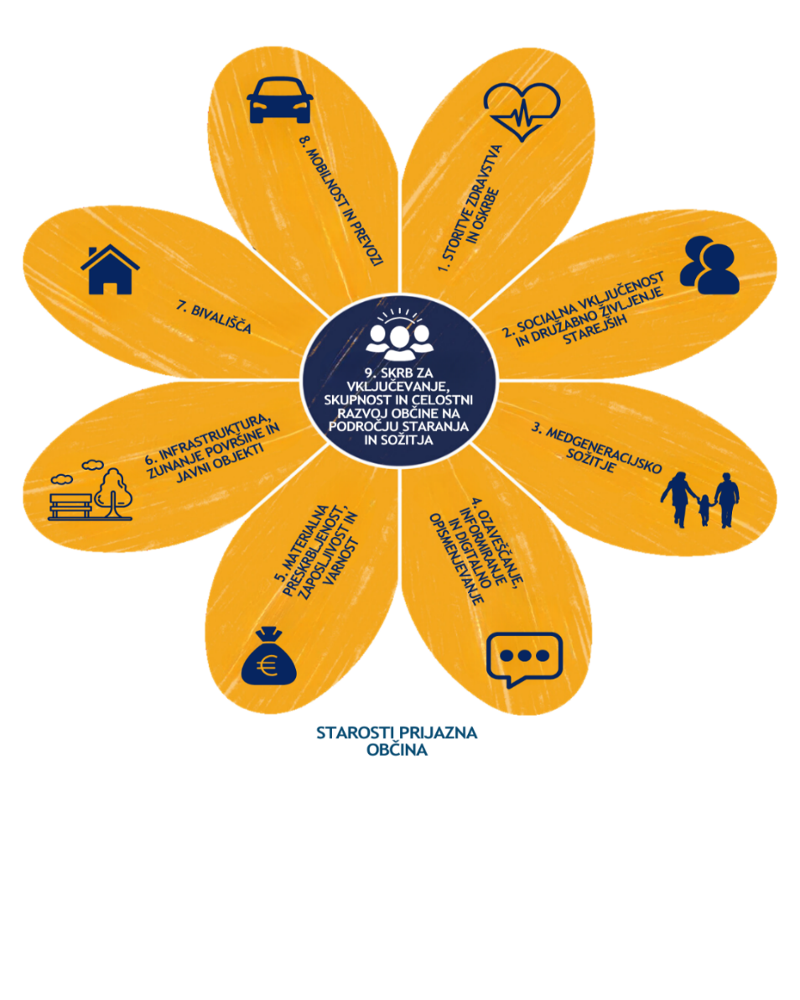 1. STORITVE ZDRAVSTVA
IN OSKRBE
2. SOCIALNA VKLJUČENOST
IN DRUŽABNO ŽIVLJENJE
STAREJŠIH
3. MEDGENERACIJSKO
SOŽITJE
4. OZAVEŠČANJE,
INFORMIRANJE
IN DIGITALNO
OPISMENJEVANJE
5. MATERIALNA
PRESKRBLJENOST,
ZAPOSLJIVOST IN
VARNOST
6. INFRASTRUKTURA,
ZUNANJE POVRŠINE IN
JAVNI OBJEKTI
7. BIVALIŠČA
8. MOBILNOST IN PREVOZI
9. SKRB ZA
VKLJUČEVANJE,
SKUPNOST IN CELOSTNI
RAZVOJ OBČINE NA
PODROČJU STARANJA
IN SOŽITJA
€
STAROSTI PRIJAZNA
OBČINA